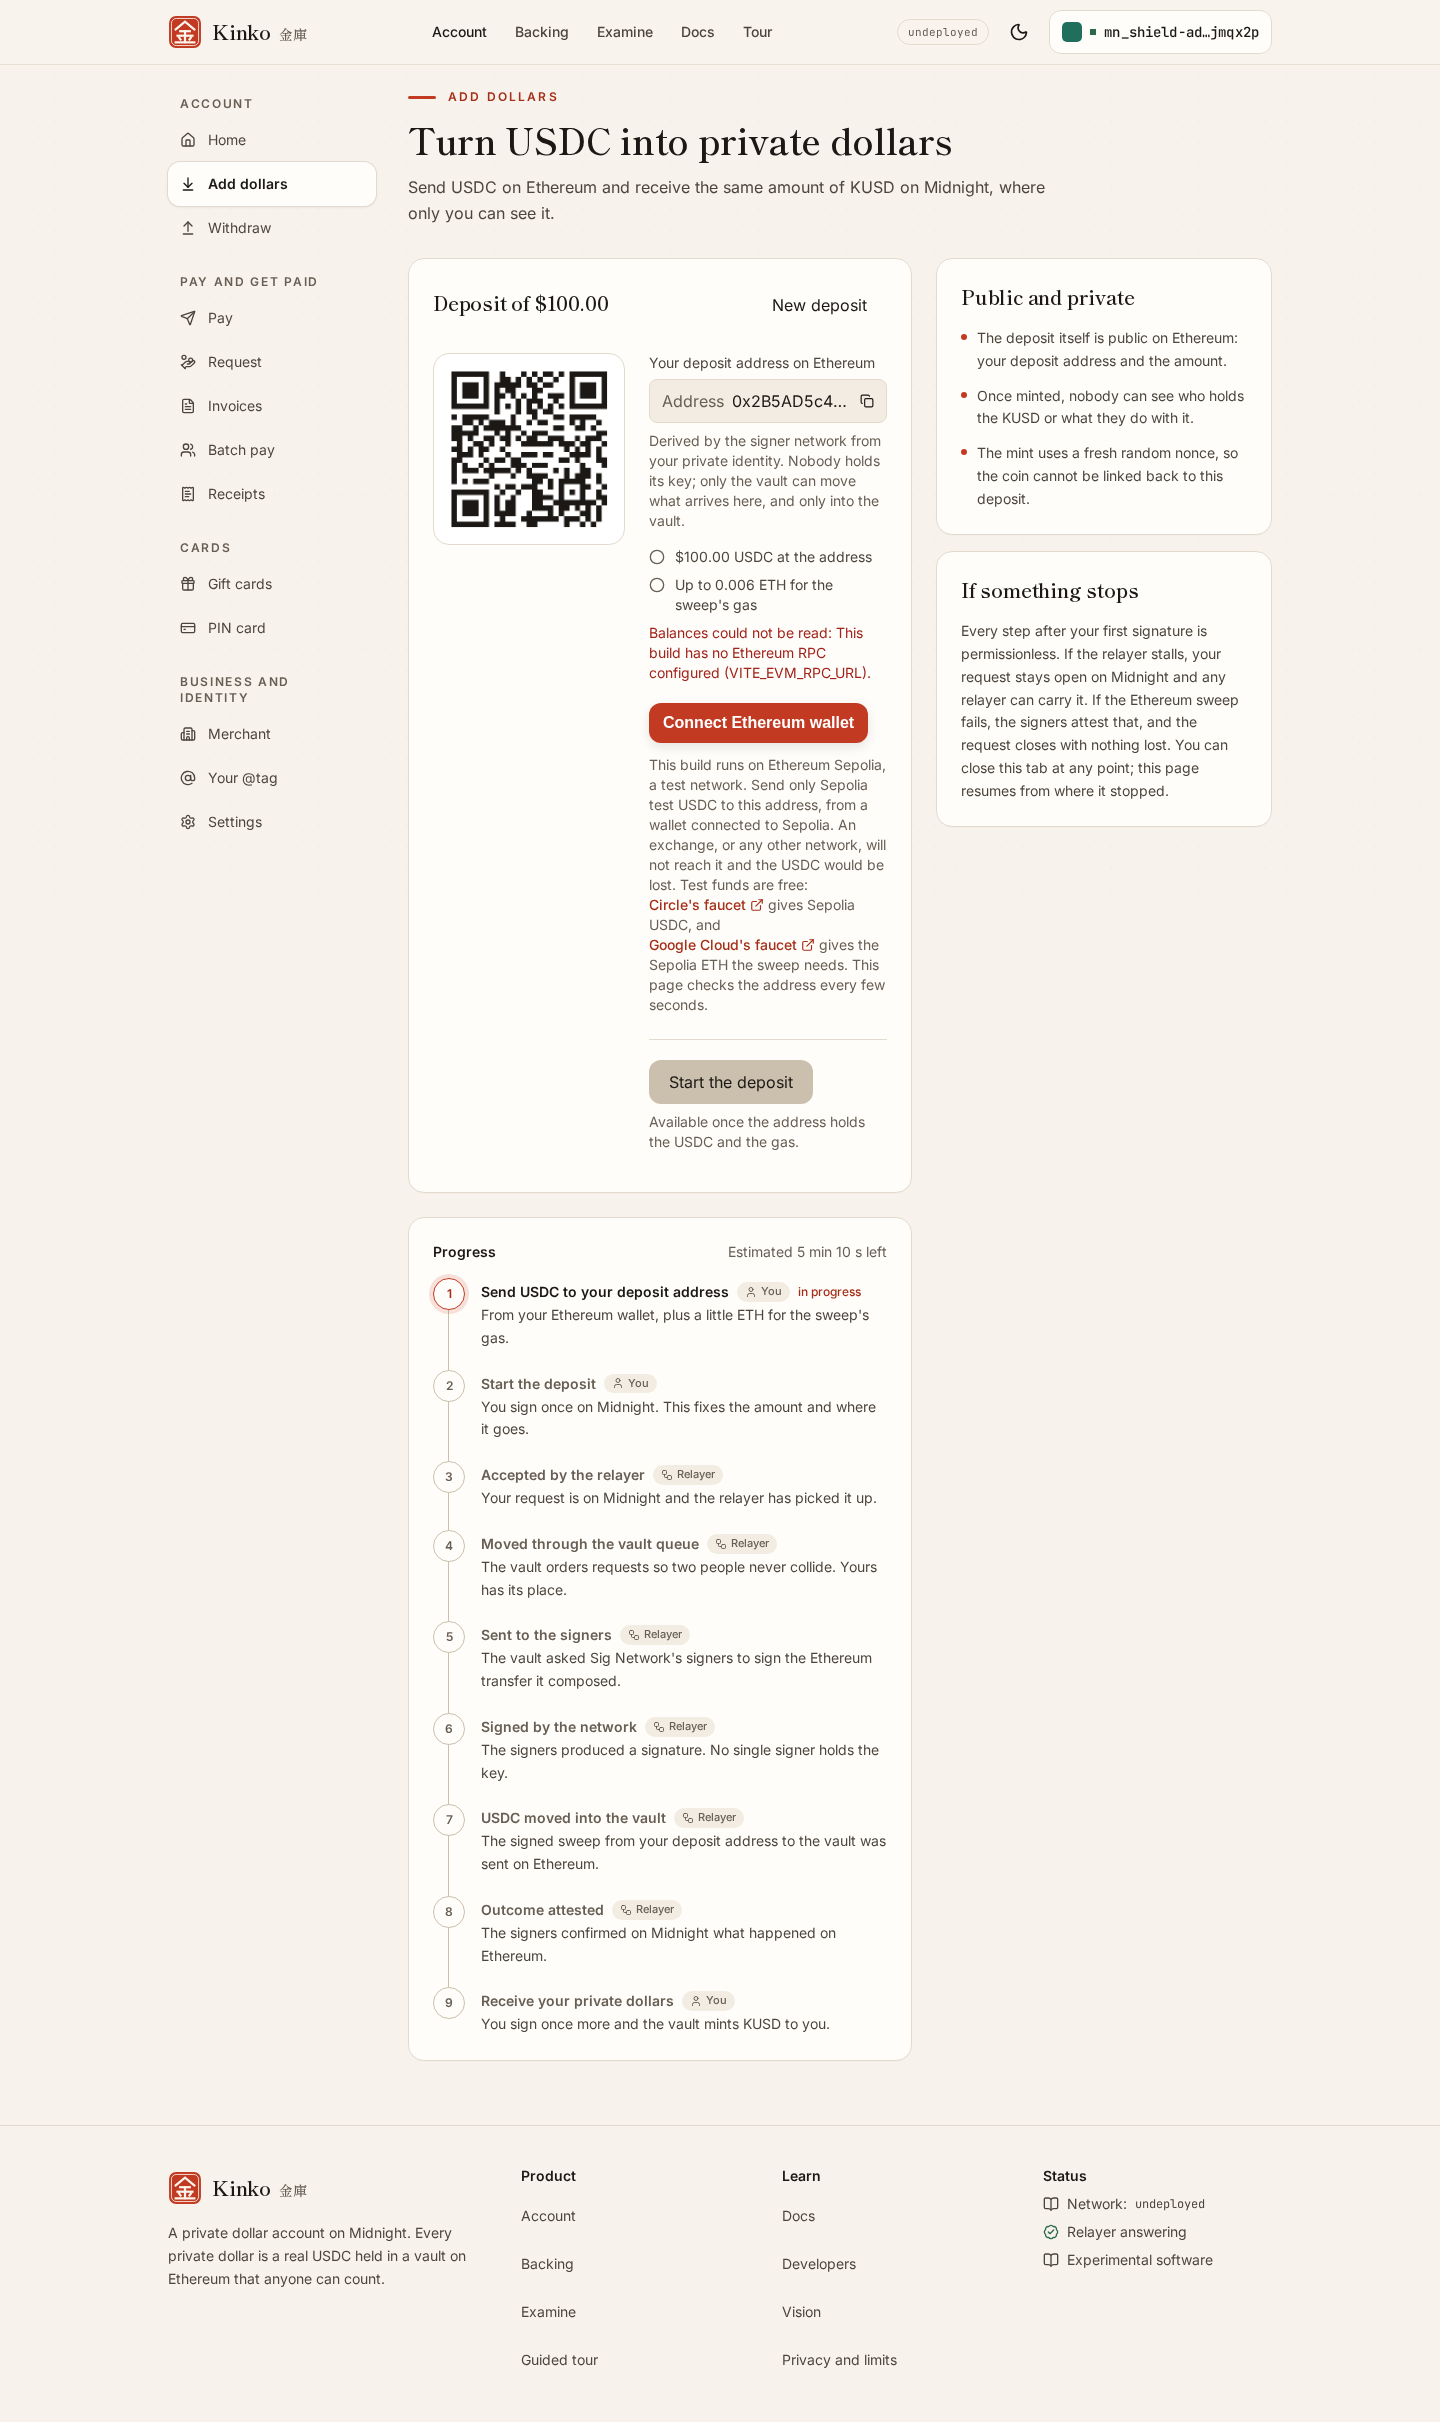 Kinko 金庫
Account
Backing
Examine
Docs
Tour
undeployed
mn_shield-ad…jmqx2p
ACCOUNT
Home
Add dollars
Withdraw
PAY AND GET PAID
Pay
Request
Invoices
Batch pay
Receipts
CARDS
Gift cards
PIN card
BUSINESS AND
IDENTITY
Merchant
Your @tag
Settings
ADD DOLLARS
Turn USDC into private dollars
Send USDC on Ethereum and receive the same amount of KUSD on Midnight, where
only you can see it.
Deposit of $100.00
New deposit
Your deposit address on Ethereum
Address 0x2B5AD5c4…
Derived by the signer network from
your private identity. Nobody holds
its key; only the vault can move
what arrives here, and only into the
vault.
$100.00 USDC at the address
Up to 0.006 ETH for the
sweep's gas
Balances could not be read: This
build has no Ethereum RPC
configured (VITE_EVM_RPC_URL).
Connect Ethereum wallet
This build runs on Ethereum Sepolia,
a test network. Send only Sepolia
test USDC to this address, from a
wallet connected to Sepolia. An
exchange, or any other network, will
not reach it and the USDC would be
lost. Test funds are free:
Circle's faucet gives Sepolia
USDC, and
Google Cloud's faucet gives the
Sepolia ETH the sweep needs. This
page checks the address every few
seconds.
Start the deposit
Available once the address holds
the USDC and the gas.
Public and private
The deposit itself is public on Ethereum:
your deposit address and the amount.
Once minted, nobody can see who holds
the KUSD or what they do with it.
The mint uses a fresh random nonce, so
the coin cannot be linked back to this
deposit.
If something stops
Every step after your first signature is
permissionless. If the relayer stalls, your
request stays open on Midnight and any
relayer can carry it. If the Ethereum sweep
fails, the signers attest that, and the
request closes with nothing lost. You can
close this tab at any point; this page
resumes from where it stopped.
Progress
Estimated 5 min 10 s left
1
Send USDC to your deposit address You in progress
From your Ethereum wallet, plus a little ETH for the sweep's
gas.
2
Start the deposit You
You sign once on Midnight. This fixes the amount and where
it goes.
3
Accepted by the relayer Relayer
Your request is on Midnight and the relayer has picked it up.
4
Moved through the vault queue Relayer
The vault orders requests so two people never collide. Yours
has its place.
5
Sent to the signers Relayer
The vault asked Sig Network's signers to sign the Ethereum
transfer it composed.
6
Signed by the network Relayer
The signers produced a signature. No single signer holds the
key.
7
USDC moved into the vault Relayer
The signed sweep from your deposit address to the vault was
sent on Ethereum.
8
Outcome attested Relayer
The signers confirmed on Midnight what happened on
Ethereum.
9
Receive your private dollars You
You sign once more and the vault mints KUSD to you.
金 Kinko 金庫
A private dollar account on Midnight. Every
private dollar is a real USDC held in a vault on
Ethereum that anyone can count.
Product
Account
Backing
Examine
Guided tour
Learn
Docs
Developers
Vision
Privacy and limits
Status
Network: undeployed
Relayer answering
Experimental software